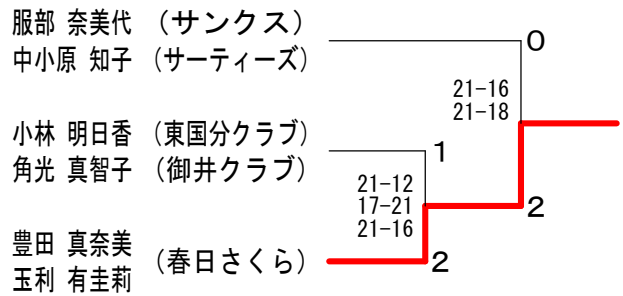 服部 奈美代 （サンクス）
中小原 知子 （サーティーズ）
0
21-16
21-18
小林 明日香 （東国分クラブ）
角光 真智子 （御井クラブ）
1
21-12
17-21
21-16
2
豊田 真奈美
玉利 有圭莉
（春日さくら）
2